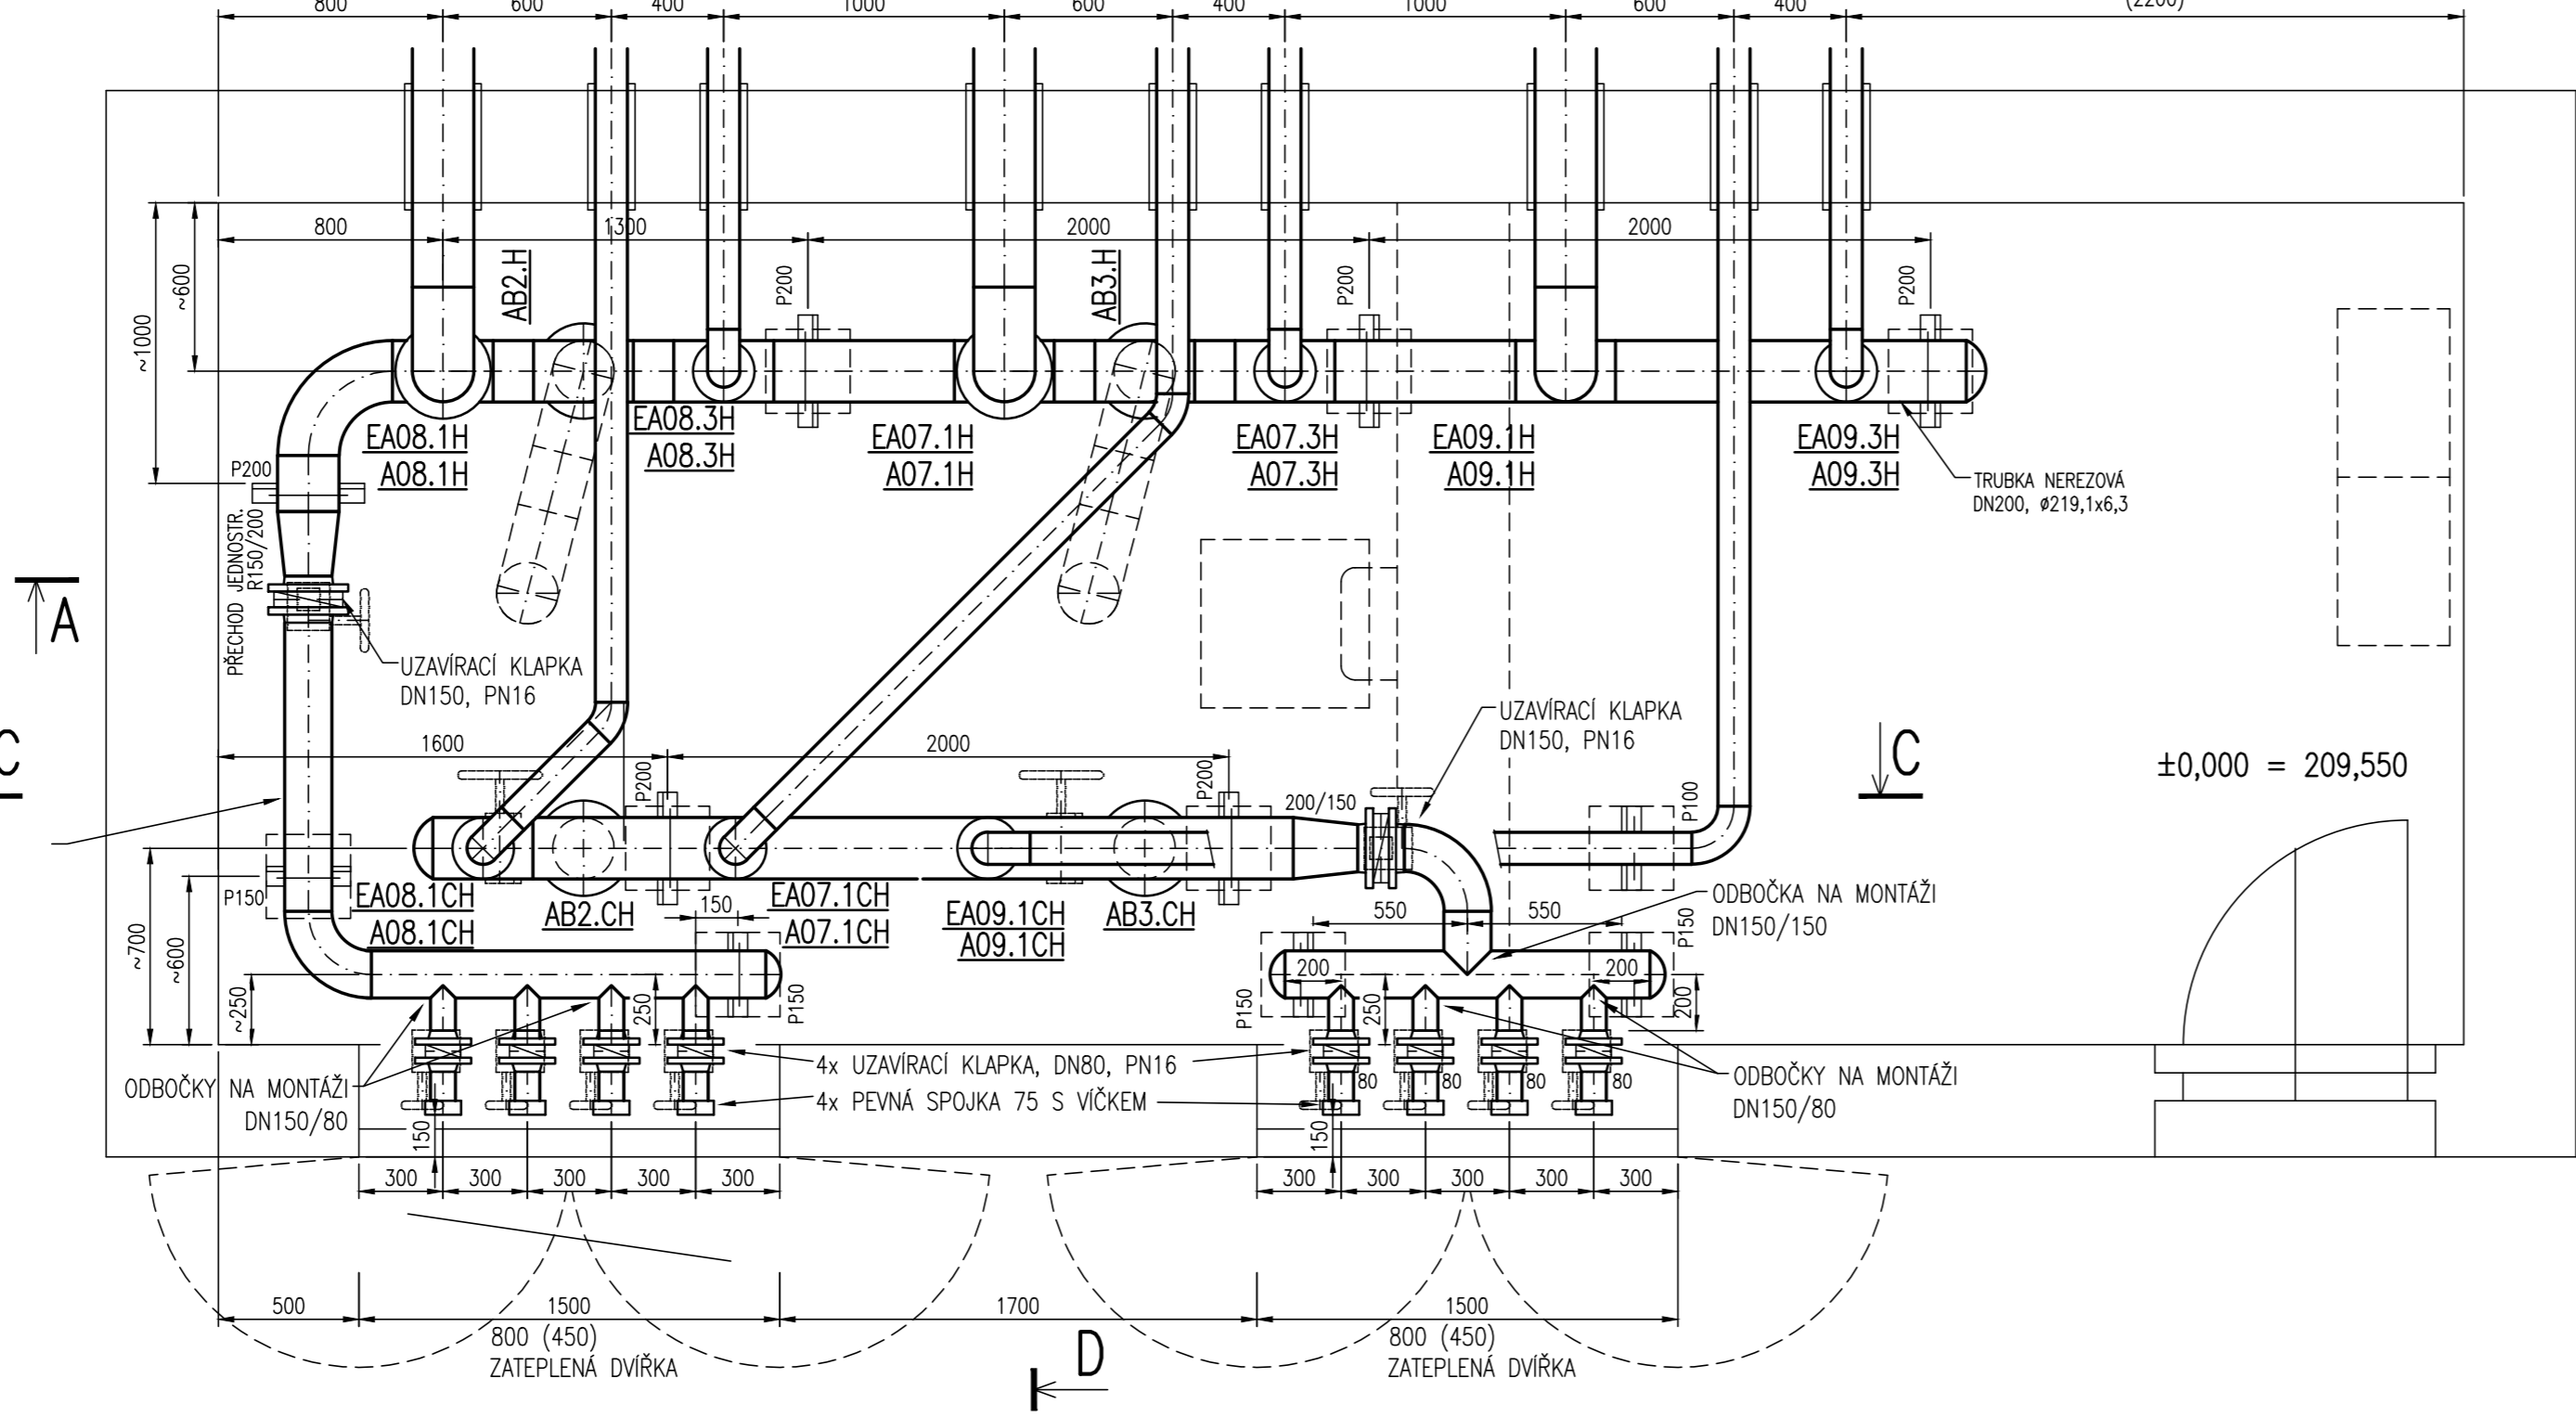 800
600
400
1000
600
400
1000
600
400
(2200)
800
1300
2000
2000
~1000
~600
AB2.H
P200
AB3.H
P200
P200
EA08.1H
A08.1H
EA08.3H
A08.3H
EA07.1H
A07.1H
EA07.3H
A07.3H
EA09.1H
A09.1H
EA09.3H
A09.3H
P200
TRUBKA NEREZOVÁ
DN200, ø219,1x6,3
PŘECHOD JEDNOSTR.
R150/200
A
UZAVÍRACÍ KLAPKA
DN150, PN16
UZAVÍRACÍ KLAPKA
DN150, PN16
C
C
±0,000 = 209,550
1600
2000
P200
P200
200/150
P100
P150
EA08.1CH
A08.1CH
AB2.CH
150
EA07.1CH
A07.1CH
EA09.1CH
A09.1CH
AB3.CH
550
550
P150
ODBOČKA NA MONTÁŽI
DN150/150
~700
~600
~250
250
P150
P150
200
250
200
200
4x UZAVÍRACÍ KLAPKA, DN80, PN16
4x PEVNÁ SPOJKA 75 S VÍČKEM
80
80
80
80
ODBOČKY NA MONTÁŽI
DN150/80
ODBOČKY NA MONTÁŽI
DN150/80
150
150
300
300
300
300
300
300
300
300
300
300
500
1500
1700
1500
800 (450)
ZATEPLENÁ DVÍŘKA
800 (450)
ZATEPLENÁ DVÍŘKA
D